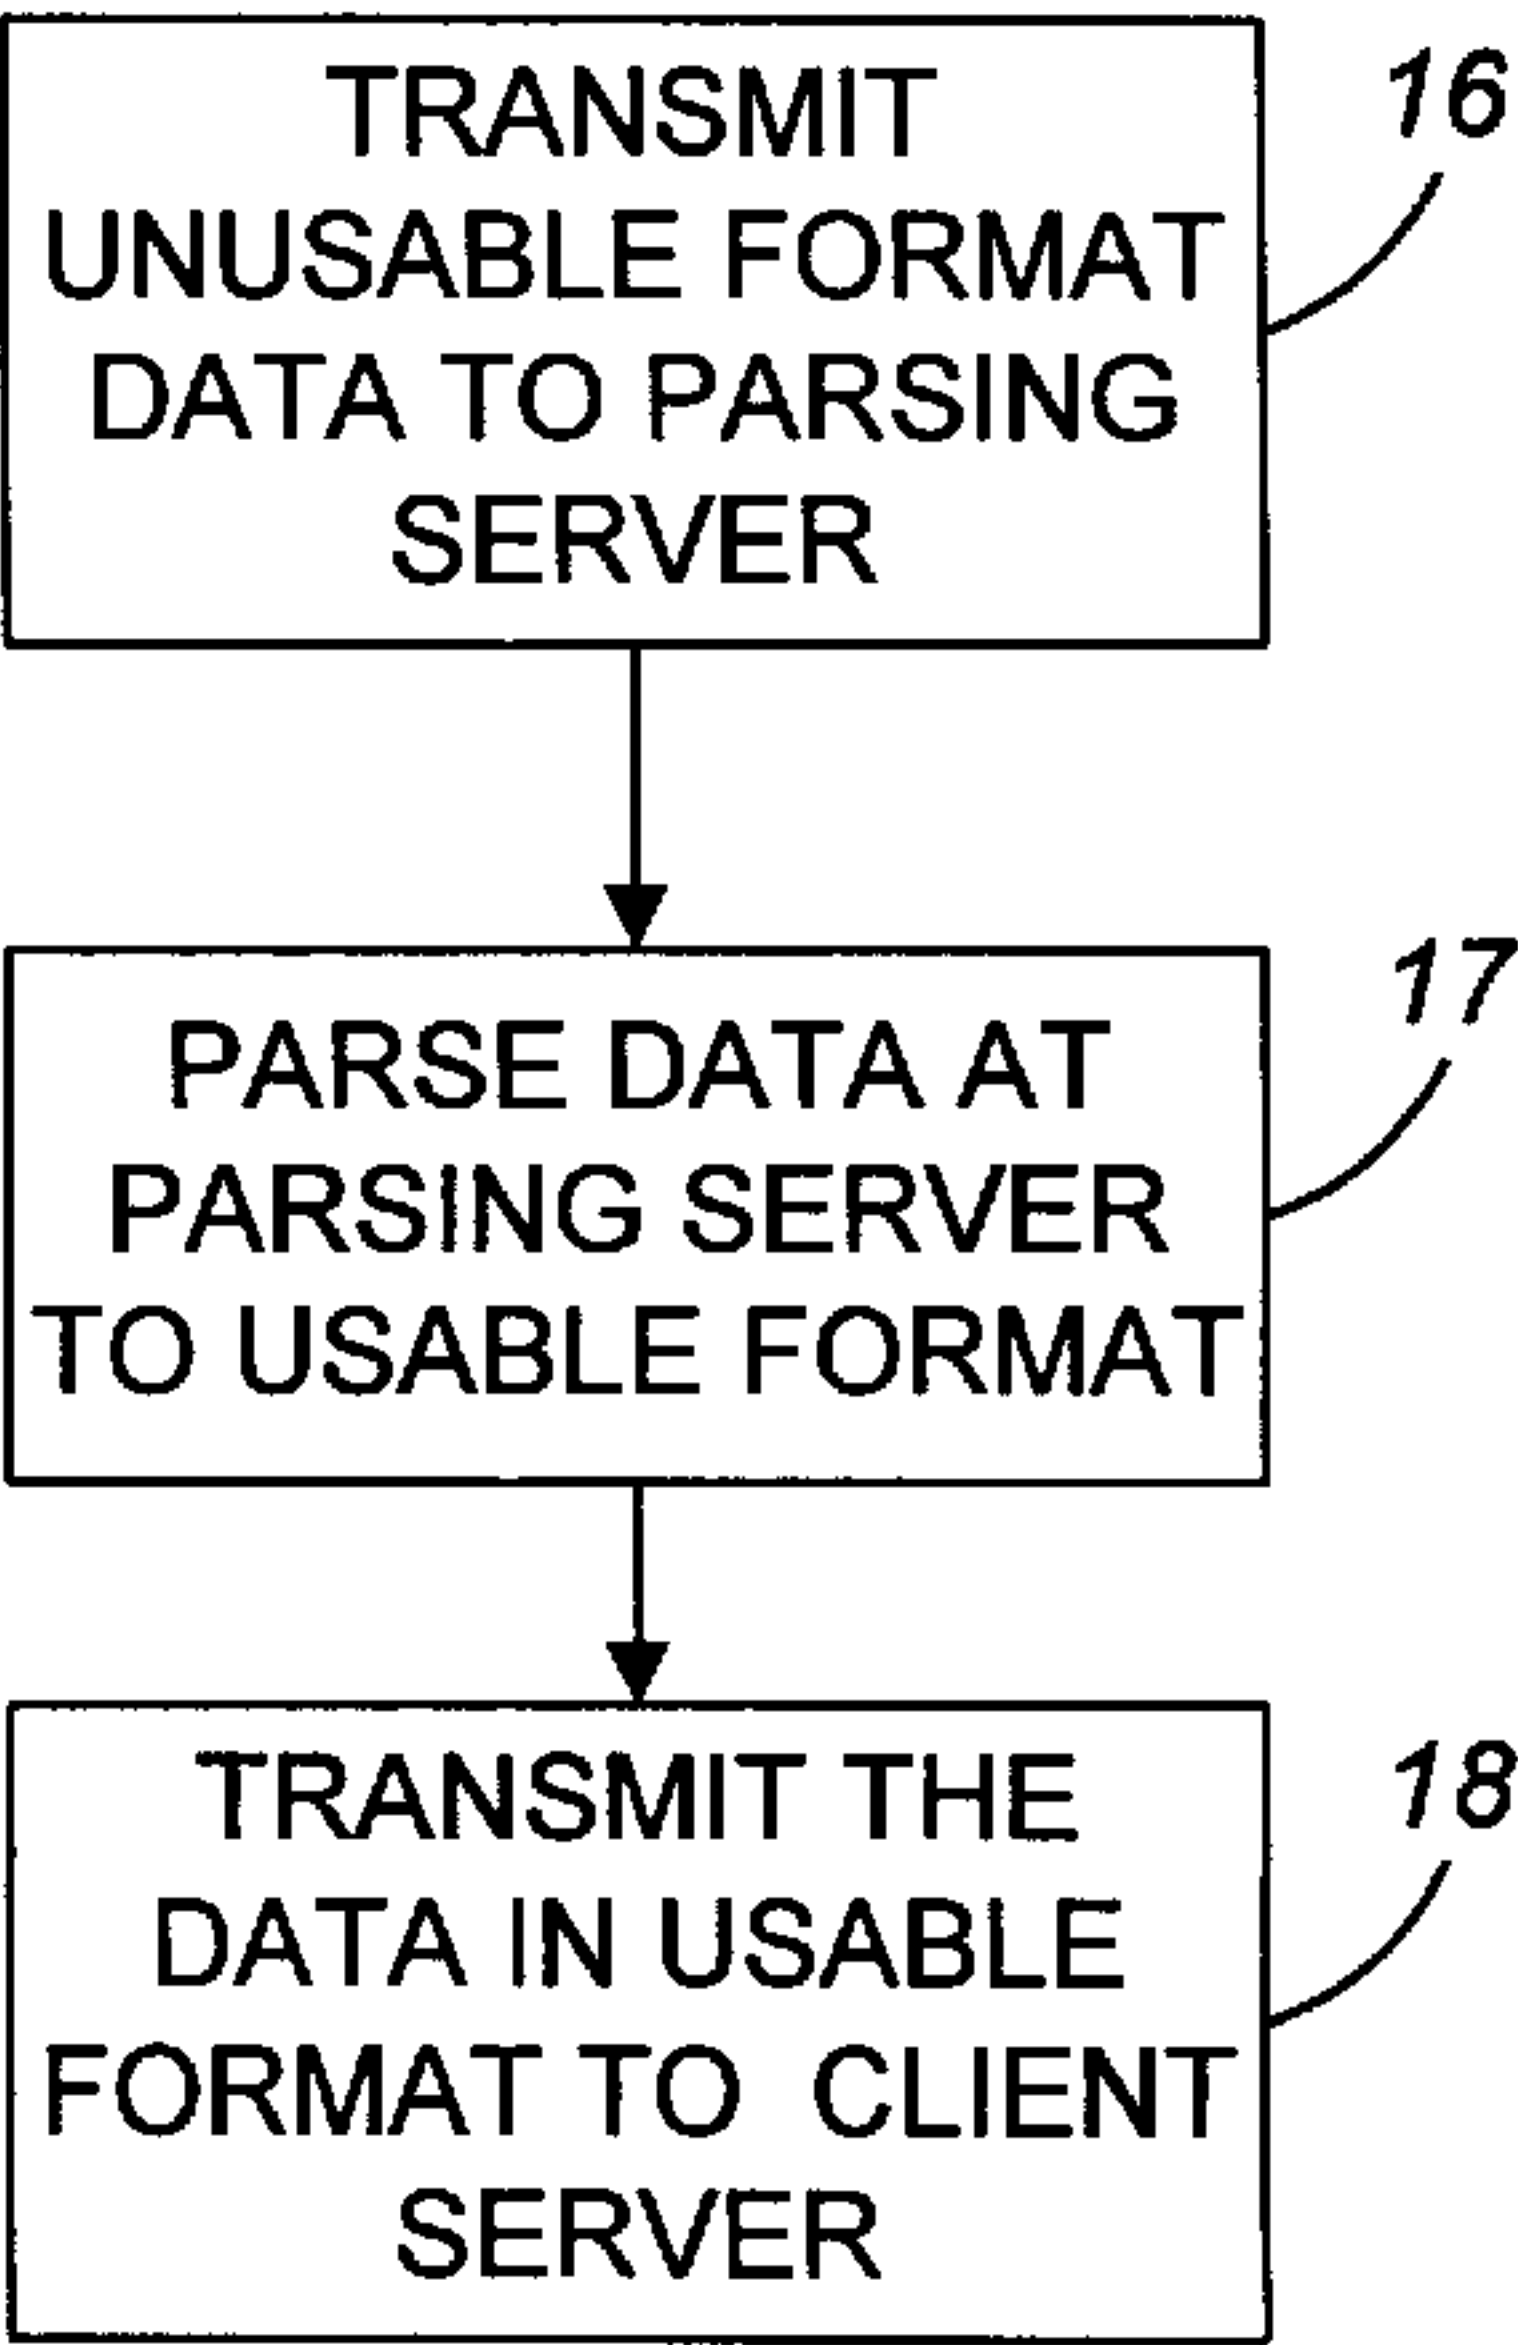 TRANSMIT
UNUSABLE FORMAT
DATA TO PARSING
SERVER
16
PARSE DATA AT
PARSING SERVER
TO USABLE FORMAT
17
TRANSMIT THE
DATA IN USABLE
FORMAT TO CLIENT
SERVER
18